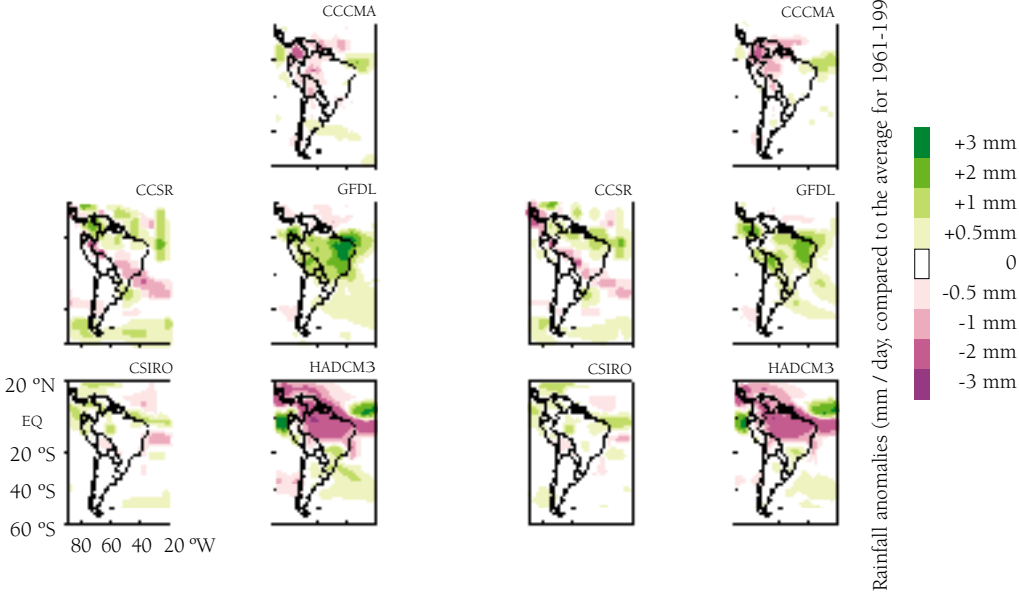 CCCMA
CCCMA
CCSR
GFDL
CCSR
GFDL
CSIRO
HADCM3
CSIRO
HADCM3
20 ºN
EQ
20 ºS
40 ºS
60 ºS
80 60 40 20 ºW
Rainfall anomalies (mm / day, compared to the average for 1961-199
+3 mm
+2 mm
+1 mm
+0.5mm
0
-0.5 mm
-1 mm
-2 mm
-3 mm